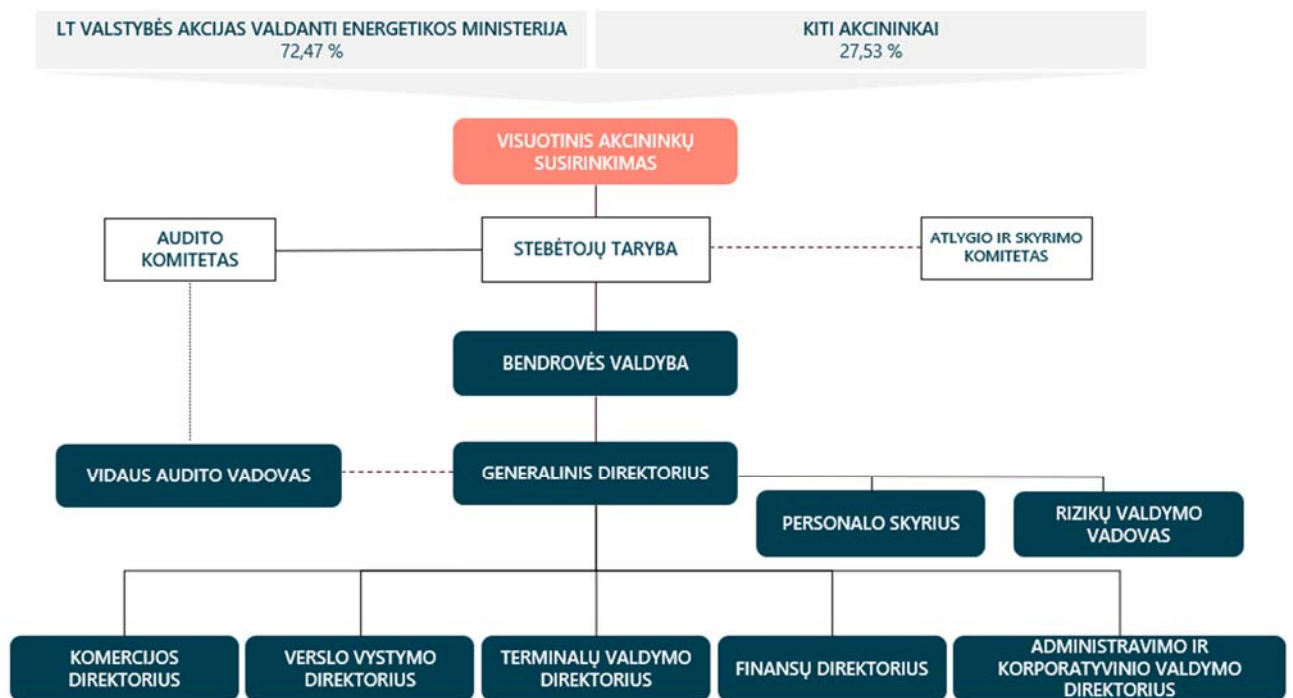 LT VALSTYBĖS AKCIJAS VALDANTI ENERGETIKOS MINISTERIJA
72,47 %
KITI AKCININKAI
27,53 %
VISUOTINIS AKCININKŲ
SUSIRINKIMAS
AUDITO
KOMITETAS
STEBĖTOJŲ TARYBA
ATLYGIO IR SKYRIMO
KOMITETAS
BENDROVĖS VALDYBA
VIDAUS AUDITO VADOVAS
GENERALINIS DIREKTORIUS
PERSONALO SKYRIUS
RIZIKŲ VALDYMO
VADOVAS
KOMERCIJOS
DIREKTORIUS
VERSLO VYSTYMO
DIREKTORIUS
TERMINALŲ VALDYMO
DIREKTORIUS
FINANSŲ DIREKTORIUS
ADMINISTRAVIMO IR
KORPORATYVINIO VALDYMO
DIREKTORIUS